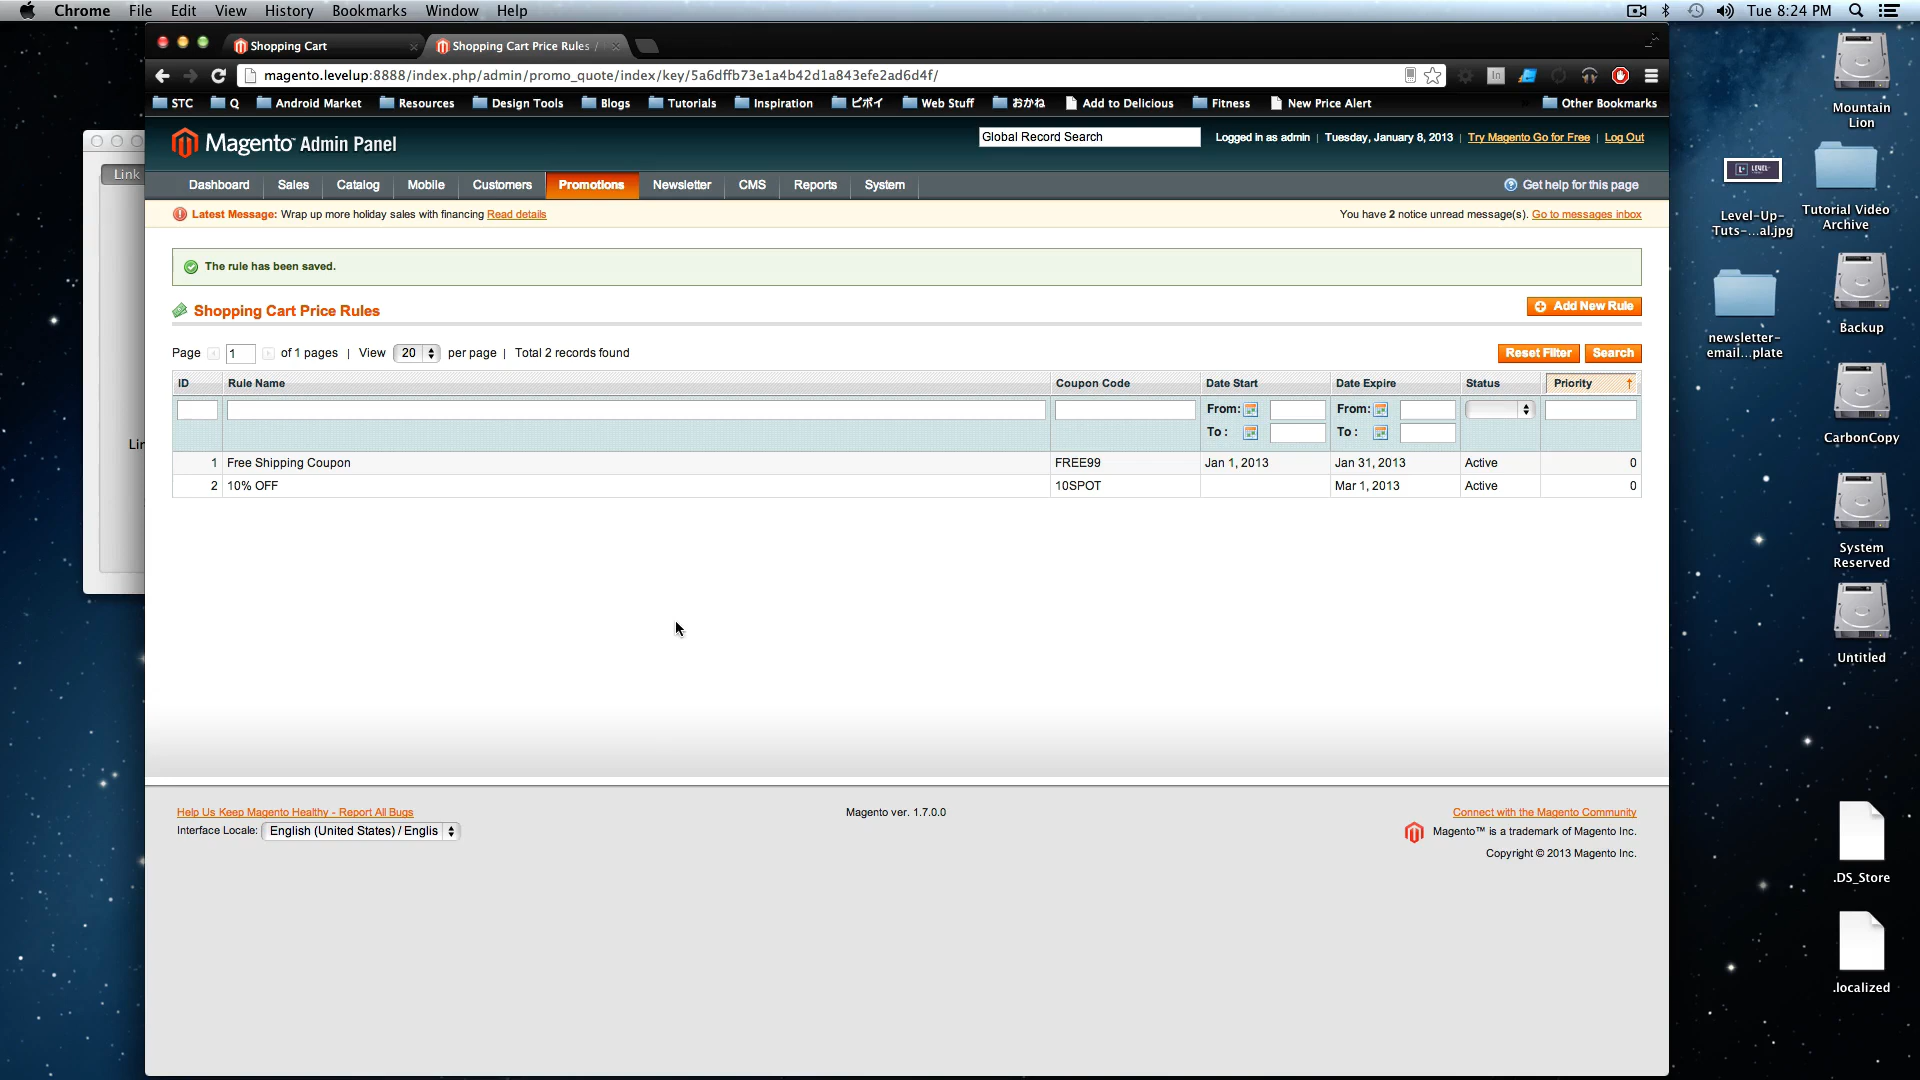 Chrome File Edit View History Bookmarks Window Help
Tue 8:24 PM
Shopping Cart
Shopping Cart Price Rules /
magento.levelup:8888/index.php/admin/promo_quote/index/key/5a6dffb73e1a4b42d1a843efe2ad6d4f/
STC Q Android Market Resources Design Tools Blogs Tutorials Inspiration ビボイ Web Stuff おかね Add to Delicious Fitness New Price Alert Other Bookmarks
Magento Admin Panel
Global Record Search
Logged in as admin | Tuesday, January 8, 2013 | Try Magento Go for Free | Log Out
Dashboard Sales Catalog Mobile Customers Promotions Newsletter CMS Reports System
Get help for this page
Latest Message: Wrap up more holiday sales with financing Read details
You have 2 notice unread message(s). Go to messages inbox
The rule has been saved.
Shopping Cart Price Rules
Add New Rule
Page 1 of 1 pages | View 20 per page | Total 2 records found
Reset Filter Search
ID Rule Name Coupon Code Date Start Date Expire Status Priority
From: From:
To : To :
1 Free Shipping Coupon FREE99 Jan 1, 2013 Jan 31, 2013 Active 0
2 10% OFF 10SPOT Mar 1, 2013 Active 0
Help Us Keep Magento Healthy - Report All Bugs
Interface Locale: English (United States) / Englis
Magento ver. 1.7.0.0
Connect with the Magento Community
Magento™ is a trademark of Magento Inc.
Copyright © 2013 Magento Inc.
Link
Lin
Mountain
Lion
Level-Up-
Tuts-...al.jpg
Tutorial Video
Archive
Backup
newsletter-
email...plate
CarbonCopy
System
Reserved
Untitled
.DS_Store
.localized